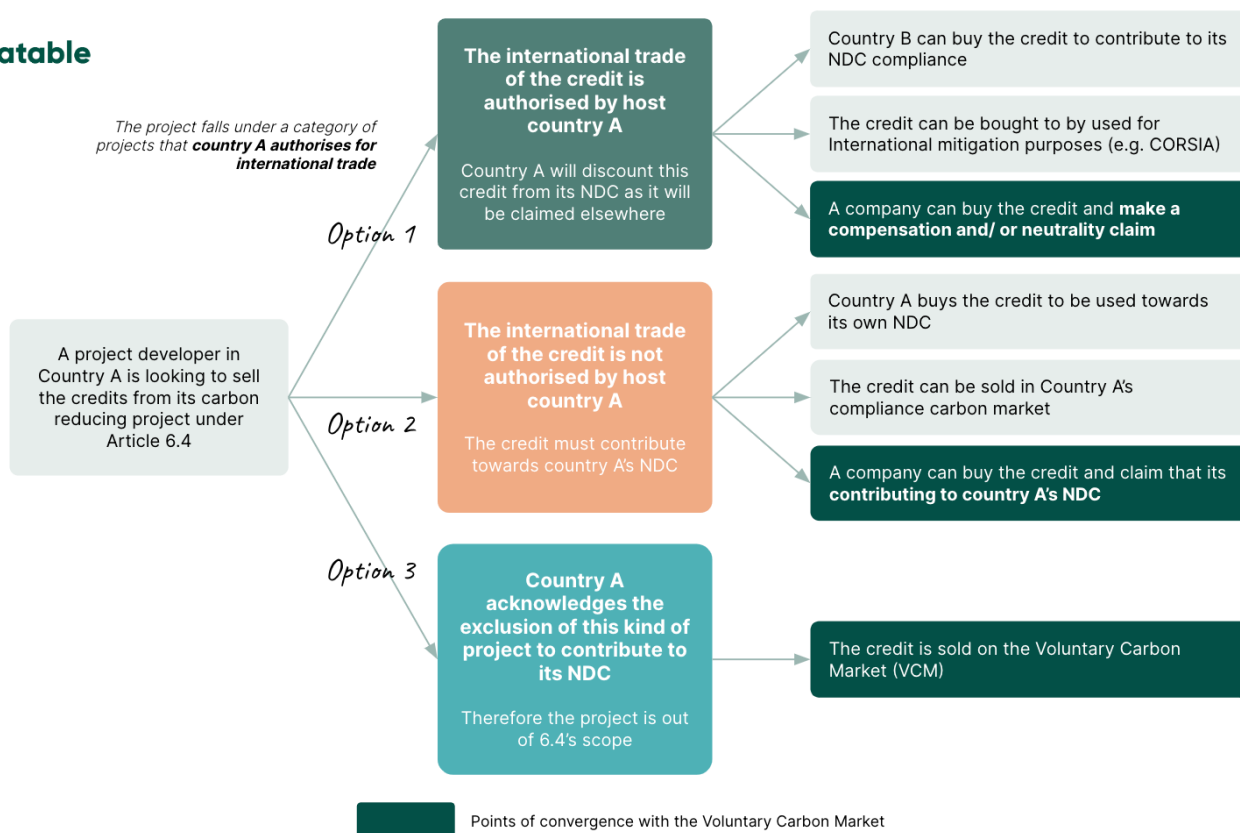 atable
The project falls under a category of
projects that country A authorises for
international trade
Option 1
Option 2
Option 3
A project developer in
Country A is looking to sell
the credits from its carbon
reducing project under
Article 6.4
The international trade
of the credit is
authorised by host
country A
Country A will discount this
credit from its NDC as it will
be claimed elsewhere
Country B can buy the credit to contribute to its
NDC compliance
The credit can be bought to by used for
International mitigation purposes (e.g. CORSIA)
A company can buy the credit and make a
compensation and/ or neutrality claim
The international trade
of the credit is not
authorised by host
country A
The credit must contribute
towards country A's NDC
Country A buys the credit to be used towards
its own NDC
The credit can be sold in Country A's
compliance carbon market
A company can buy the credit and claim that its
contributing to country A's NDC
Country A
acknowledges the
exclusion of this kind of
project to contribute to
its NDC
Therefore the project is out
of 6.4's scope
The credit is sold on the Voluntary Carbon
Market (VCM)
Points of convergence with the Voluntary Carbon Market